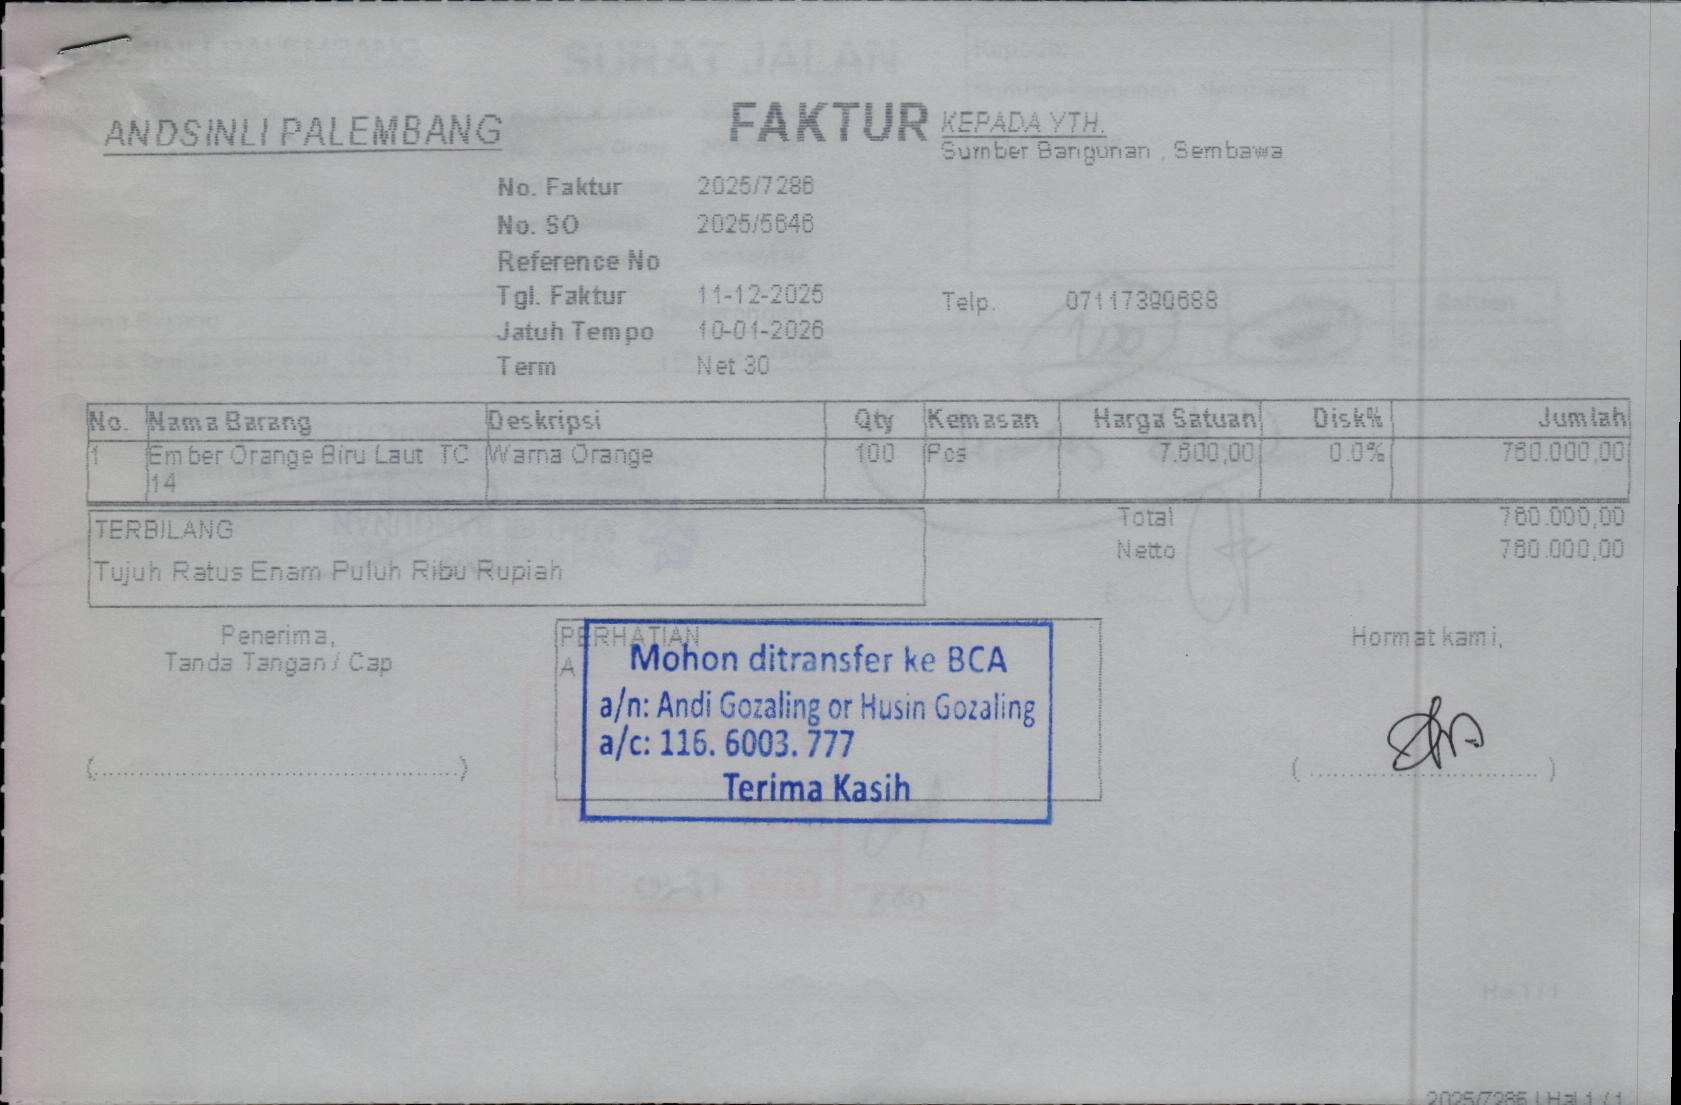 ANDSINLI PALEMBANG
FAKTUR
KEPADA YTH.
Sumber Bangunan , Sembawa
No. Faktur 2025/7286
No. SO 2025/5646
Reference No
Tgl. Faktur 11-12-2025
Telp.
Jatuh Tempo 10-01-2026
Term Net 30
No. Nama Barang Deskripsi Qty Kemasan Harga Satuan Disk% Jumlah
1 Ember Orange Biru Laut TC Warna Orange 100 Pcs 7.600,00 0.0% 760.000,00
14
TERBILANG
Tujuh Ratus Enam Puluh Ribu Rupiah
Total 760.000,00
Netto 760.000,00
Penerima,
Tanda Tangan / Cap
PERHATIAN
A
Mohon ditransfer ke BCA
a/n: Andi Gozaling or Husin Gozaling
a/c: 116. 6003. 777
Terima Kasih
Hormat kami,
(........................................)
( ................................ )
2025/7286 | Hal 1 / 1